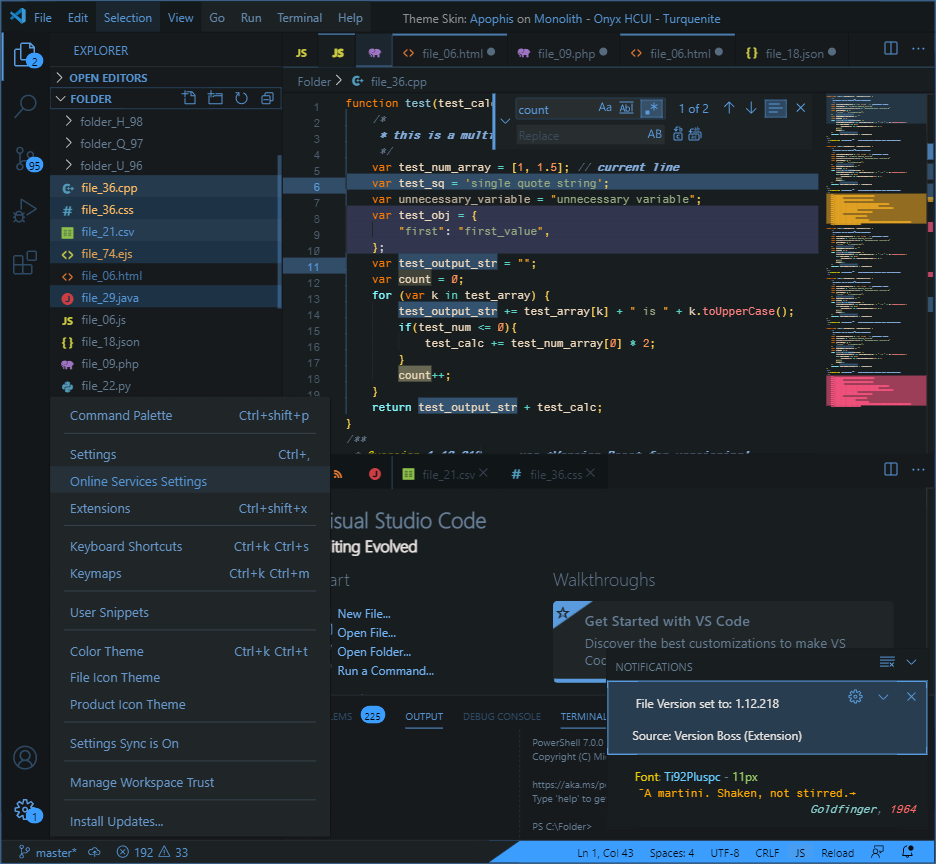 File Edit Selection View Go Run Terminal Help Theme Skin: Apophis on Monolith - Onyx HCUI - Turquenite
EXPLORER
2
OPEN EDITORS
FOLDER
folder_H_98
folder_Q_97
folder_U_96
file_36.cpp
file_36.css
file_21.csv
file_74.ejs
file_06.html
file_29.java
file_06.js
file_18.json
file_09.php
file_22.py
95
JS JS file_06.html file_09.php file_06.html file_18.json
Folder > file_36.cpp
count Aa Ab 1 of 2
Replace AB
1 function test(test_calc
2 /*
3 * this is a multi
4 */
5 var test_num_array = [1, 1.5]; // current line
6 var test_sq = 'single quote string';
7 var unnecessary_variable = "unnecessary variable";
8 var test_obj = {
9 "first": "first_value",
10 };
11 var test_output_str = "";
12 var count = 0;
13 for (var k in test_array) {
14 test_output_str += test_array[k] + " is " + k.toUpperCase();
15 if(test_num <= 0){
16 test_calc += test_num_array[0] * 2;
17 }
18 count++;
19 }
return test_output_str + test_calc;
}
/**
Command Palette Ctrl+shift+p
Settings Ctrl+,
Online Services Settings
Extensions Ctrl+shift+x
Keyboard Shortcuts Ctrl+k Ctrl+s
Keymaps Ctrl+k Ctrl+m
User Snippets
Color Theme Ctrl+k Ctrl+t
File Icon Theme
Product Icon Theme
Settings Sync is On
Manage Workspace Trust
Install Updates...
1
file_21.csv file_36.css
isual Studio Code
iting Evolved
art
New File...
Open File...
Open Folder...
Run a Command...
Walkthroughs
Get Started with VS Code
Discover the best customizations to make VS
Coc
LEMS 225 OUTPUT DEBUG CONSOLE TERMINAL
PowerShell 7.0.0
Copyright (C) Mi
https://aka.ms/p
Type 'help' to ge
PS C:\Folder>
NOTIFICATIONS
File Version set to: 1.12.218
Source: Version Boss (Extension)
Font: Ti92Pluspc - 11px
"A martini. Shaken, not stirred.→
Goldfinger, 1964
master* 192 33 Ln 1, Col 43 Spaces: 4 UTF-8 CRLF JS Reload